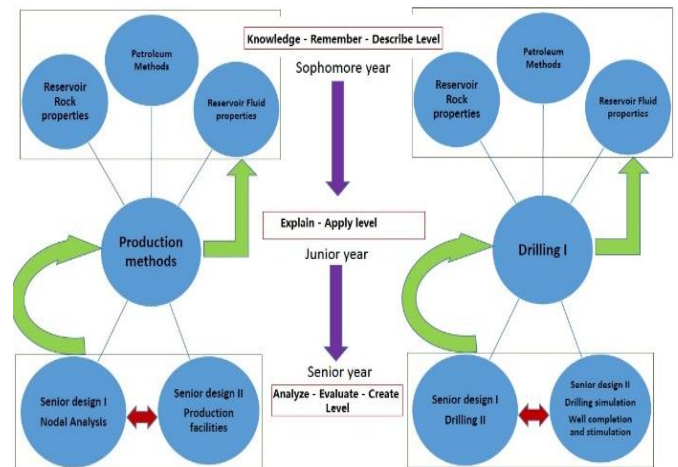 Petroleum
Methods
Reservoir
Rock
properties
Reservoir Fluid
properties
Production
methods
Senior design I
Nodal Analysis
Senior design II
Production
facilities
Knowledge - Remember - Describe Level
Sophomore year
Explain - Apply level
Junior year
Senior year
Analyze - Evaluate - Create
Level
Petroleum
Methods
Reservoir
Rock
properties
Reservoir Fluid
properties
Drilling I
Senior design I
Drilling II
Senior design II
Drilling simulation
Well completion
and stimulation